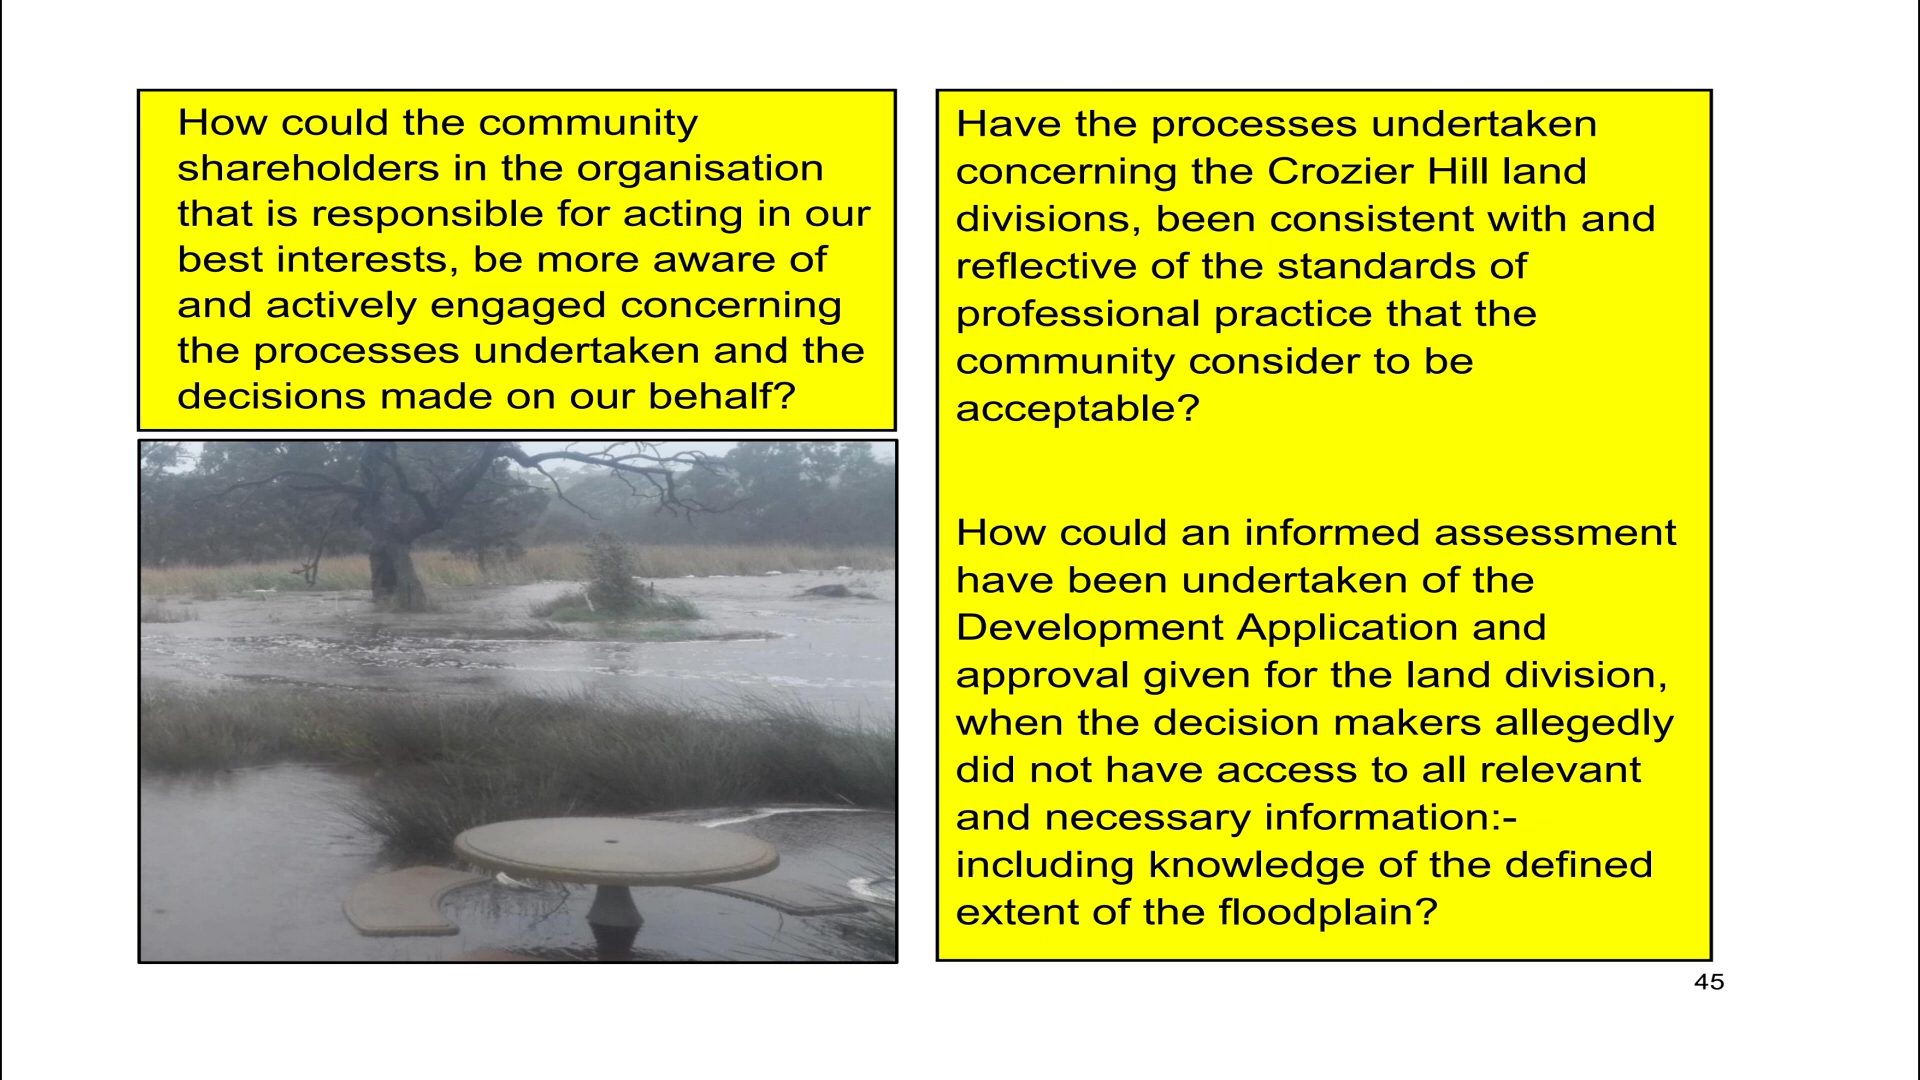 How could the community
shareholders in the organisation
that is responsible for acting in our
best interests, be more aware of
and actively engaged concerning
the processes undertaken and the
decisions made on our behalf?
Have the processes undertaken
concerning the Crozier Hill land
divisions, been consistent with and
reflective of the standards of
professional practice that the
community consider to be
acceptable?
How could an informed assessment
have been undertaken of the
Development Application and
approval given for the land division,
when the decision makers allegedly
did not have access to all relevant
and necessary information:-
including knowledge of the defined
extent of the floodplain?
45